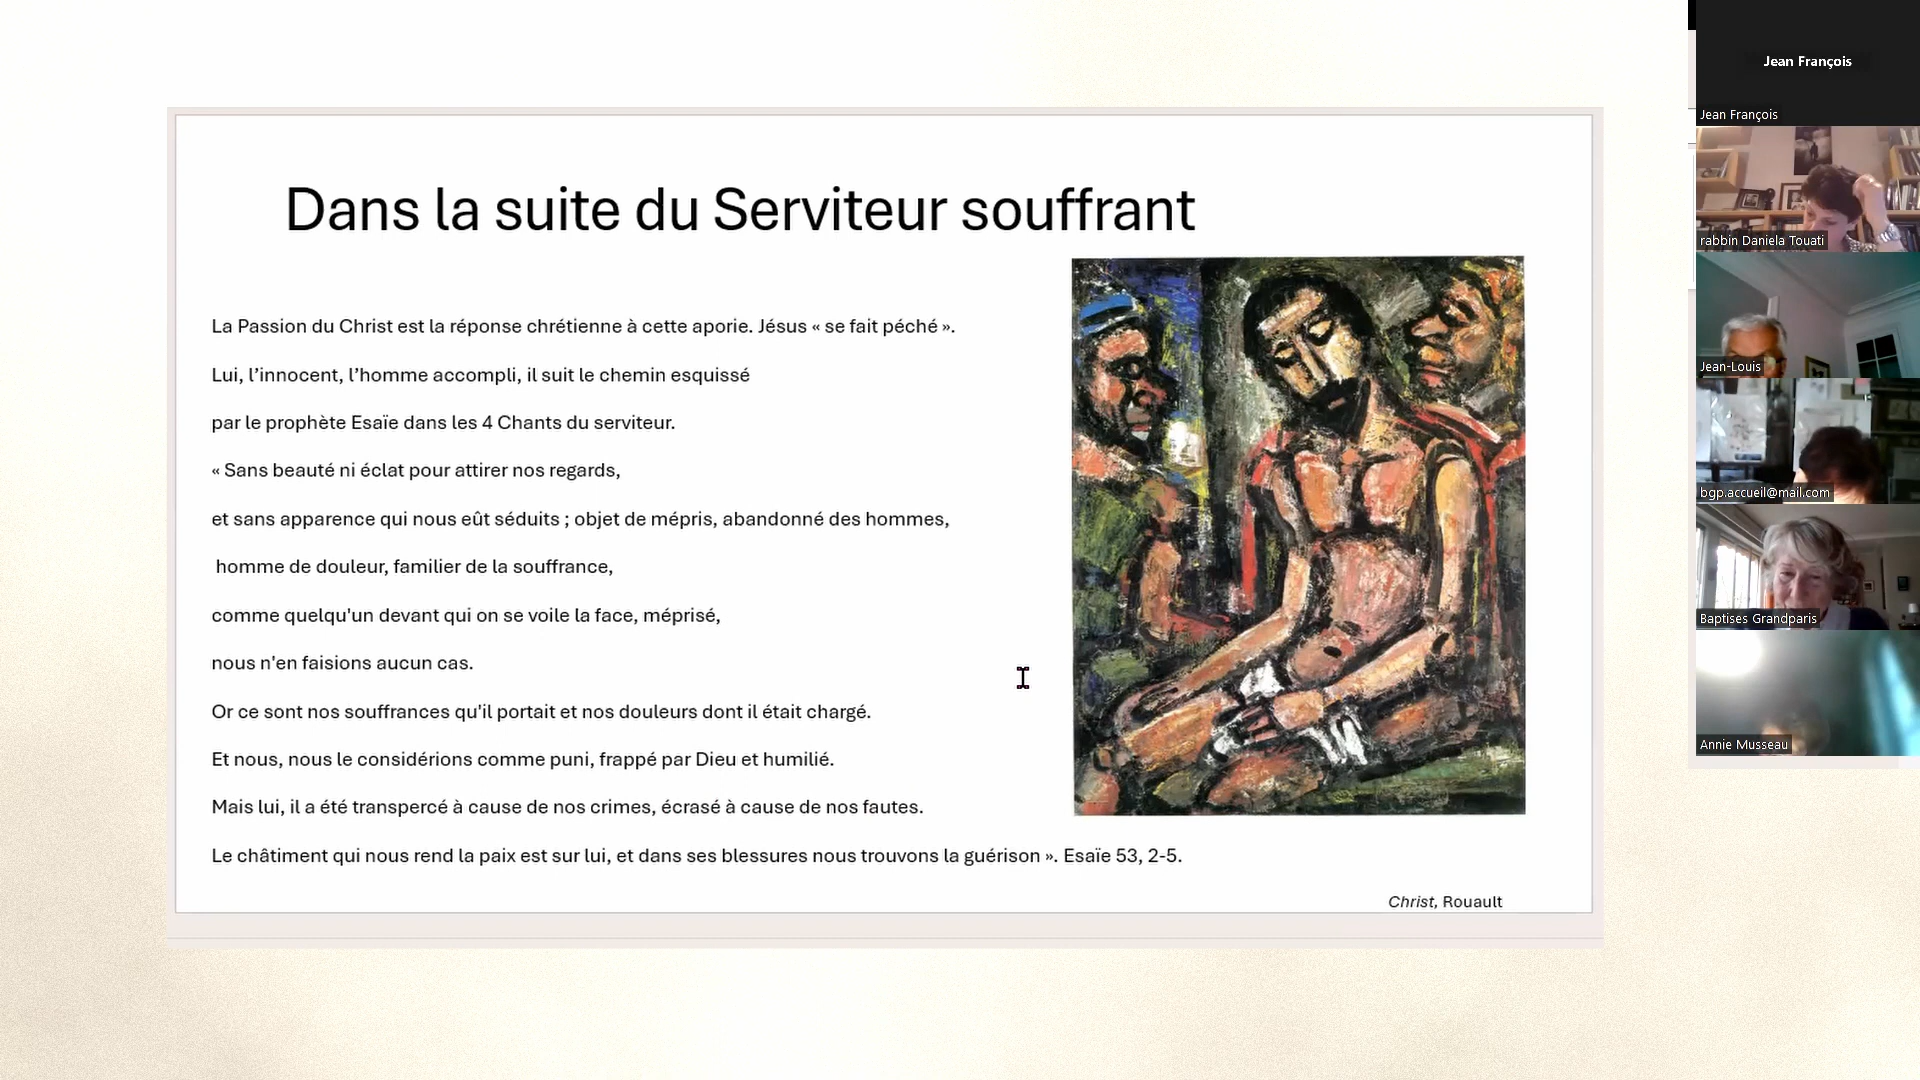 Dans la suite du Serviteur souffrant
La Passion du Christ est la réponse chrétienne à cette aporie. Jésus « se fait péché ».
Lui, l’innocent, l’homme accompli, il suit le chemin esquissé
par le prophète Esaïe dans les 4 Chants du serviteur.
« Sans beauté ni éclat pour attirer nos regards,
et sans apparence qui nous eût séduits ; objet de mépris, abandonné des hommes,
homme de douleur, familier de la souffrance,
comme quelqu'un devant qui on se voile la face, méprisé,
nous n'en faisions aucun cas.
Or ce sont nos souffrances qu'il portait et nos douleurs dont il était chargé.
Et nous, nous le considérions comme puni, frappé par Dieu et humilié.
Mais lui, il a été transpercé à cause de nos crimes, écrasé à cause de nos fautes.
Le châtiment qui nous rend la paix est sur lui, et dans ses blessures nous trouvons la guérison ». Esaïe 53, 2-5.
Christ, Rouault
Jean François
Jean François
rabbin Daniela Touati
Jean-Louis
bgp.accueil@mail.com
Baptises Grandparis
Annie Musseau